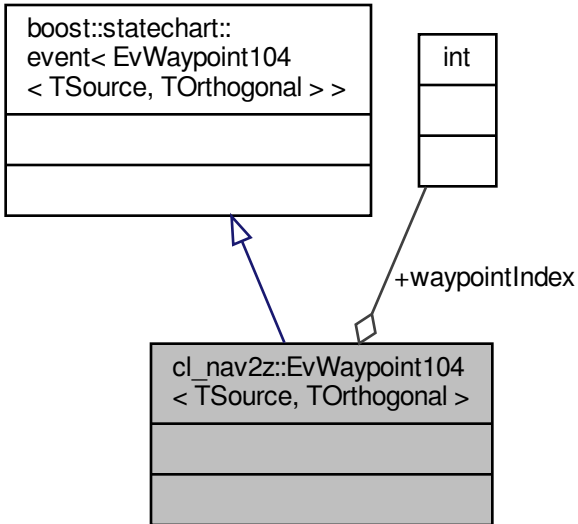 boost::statechart::
event< EvWaypoint104
< TSource, TOrthogonal > >
int
+waypointIndex
cl_nav2z::EvWaypoint104
< TSource, TOrthogonal >